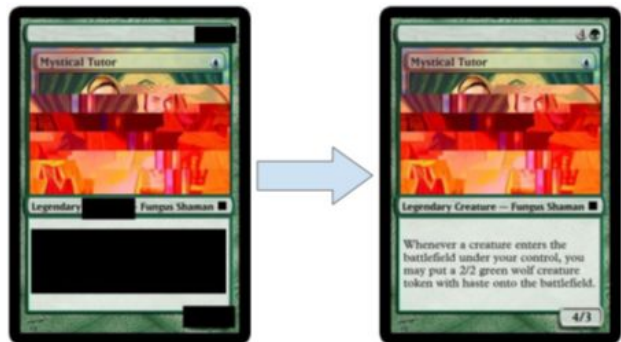 Mystical Tutor
Legendary
Fungus Shaman
4
Mystical Tutor
Legendary Creature — Fungus Shaman
Whenever a creature enters the
battlefield under your control, you
may put a 2/2 green wolf creature
token with haste onto the battlefield.
4/3